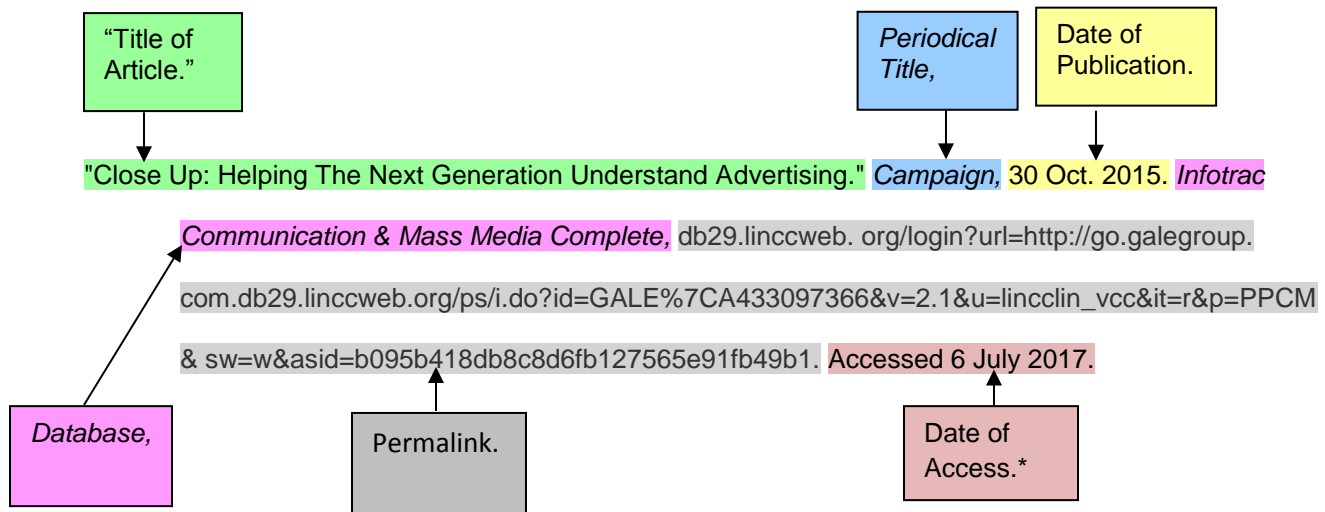 “Title of
Article.”
Periodical
Title,
Date of
Publication.
"Close Up: Helping The Next Generation Understand Advertising." Campaign, 30 Oct. 2015. Infotrac
Communication & Mass Media Complete, db29.linccweb. org/login?url=http://go.galegroup.
com.db29.linccweb.org/ps/i.do?id=GALE%7CA433097366&v=2.1&u=lincclin_vcc&it=r&p=PPCM
& sw=w&asid=b095b418db8c8d6fb127565e91fb49b1. Accessed 6 July 2017.
Database,
Permalink.
Date of
Access.*